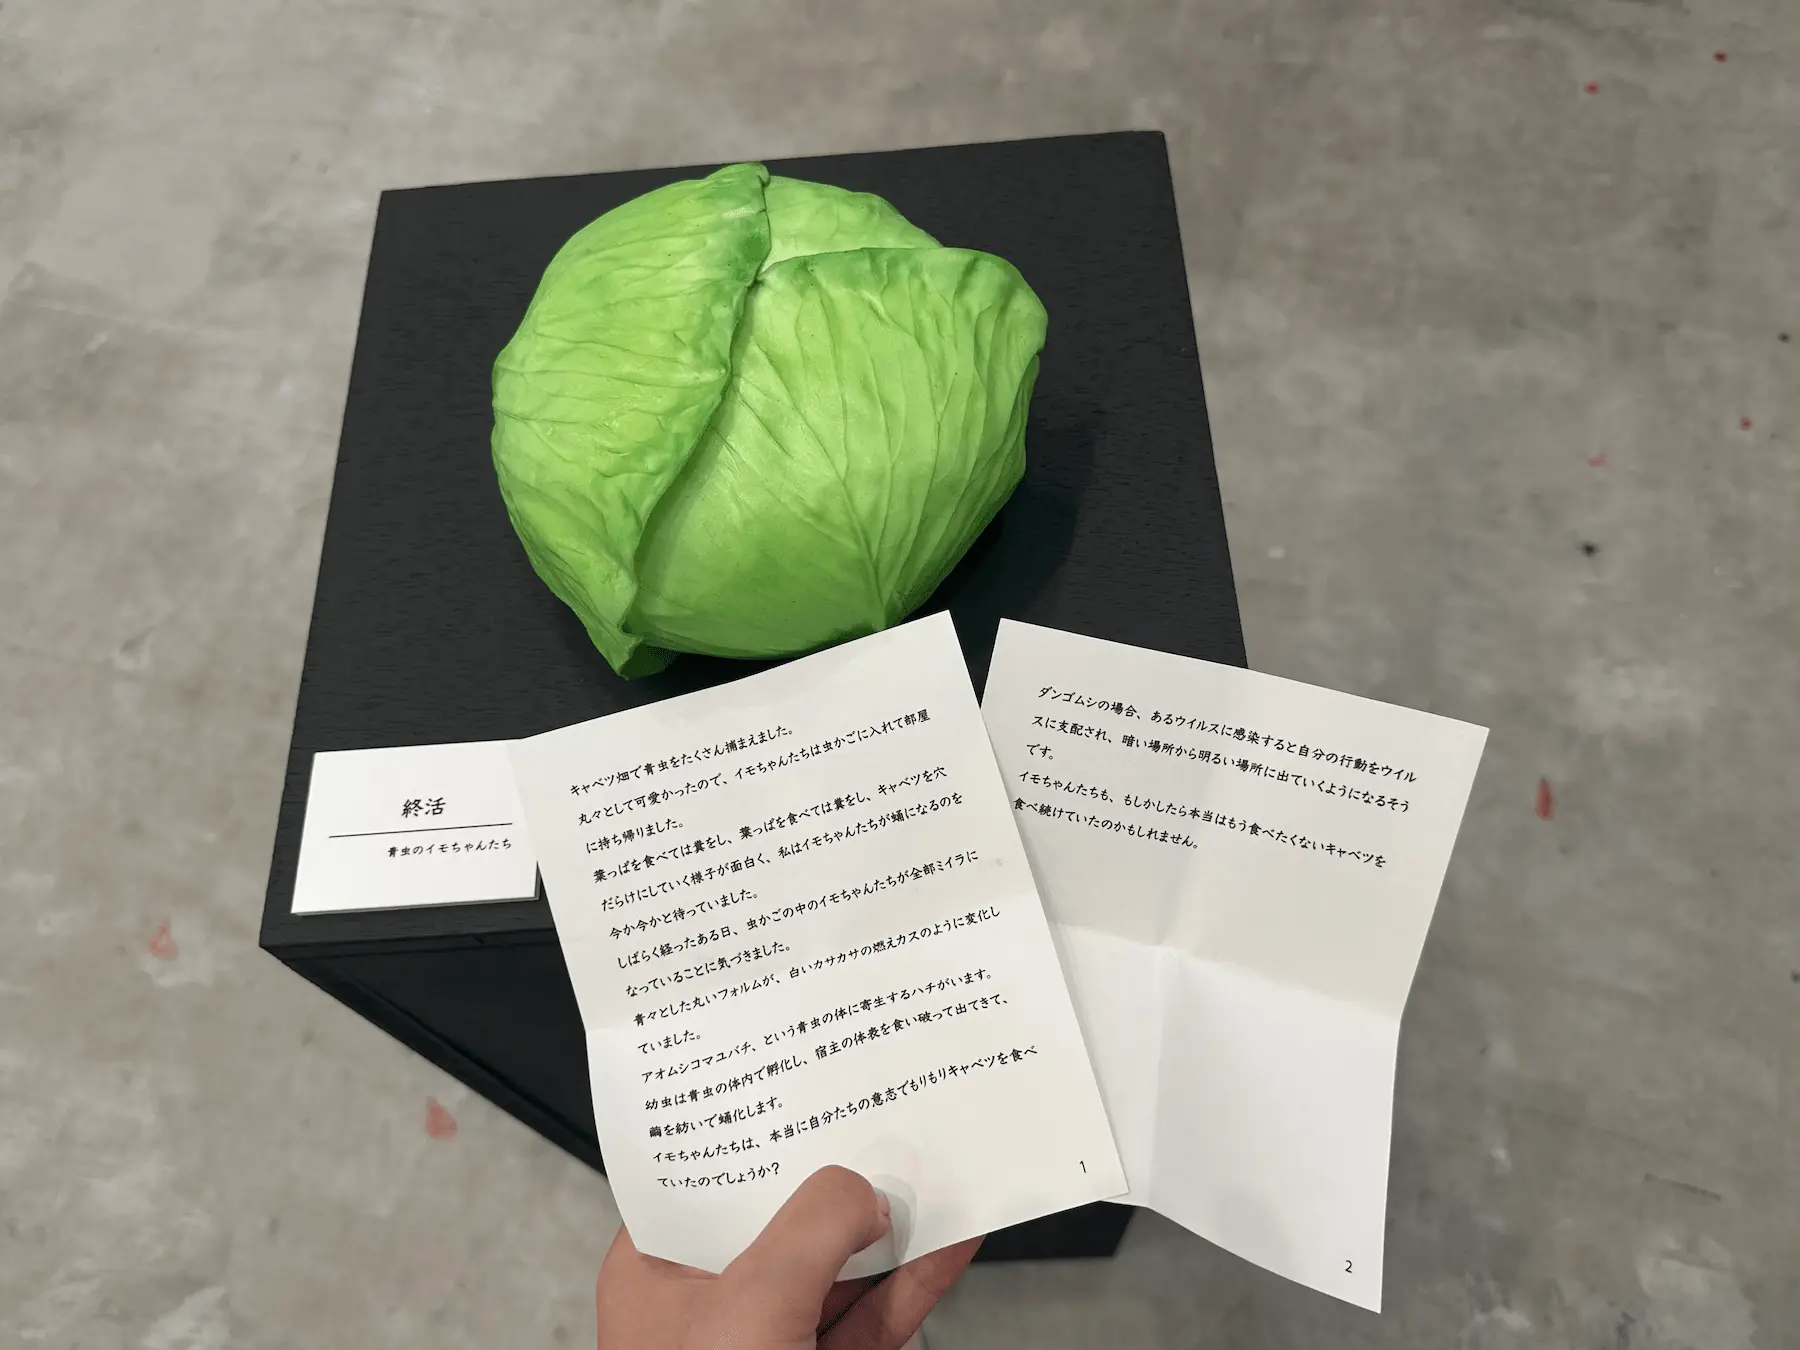 終活
青虫のイモちゃんたち
キャベツ畑で青虫をたくさん捕まえました。
丸々として可愛かったので、イモちゃんたちは虫かごに入れて部屋
に持ち帰りました。
葉っぱを食べては糞をし、葉っぱを食べては糞をし、キャベツを穴
だらけにしていく様子が面白く、私はイモちゃんたちが蛹になるのを
今か今かと待っていました。
しばらく経ったある日、虫かごの中のイモちゃんたちが全部ミイラに
なっていることに気づきました。
青々とした丸いフォルムが、白いカサカサの燃えカスのように変化し
ていました。
アオムシコマユバチ、という青虫の体に寄生するハチがいます。
幼虫は青虫の体内で孵化し、宿主の体表を食い破って出てきて、
繭を紡いで蛹化します。
イモちゃんたちは、本当に自分たちの意志でもりもりキャベツを食べ
ていたのでしょうか?
1
ダンゴムシの場合、あるウイルスに感染すると自分の行動をウイル
スに支配され、暗い場所から明るい場所に出ていくようになるそう
です。
イモちゃんたちも、もしかしたら本当はもう食べたくないキャベツを
食べ続けていたのかもしれません。
2